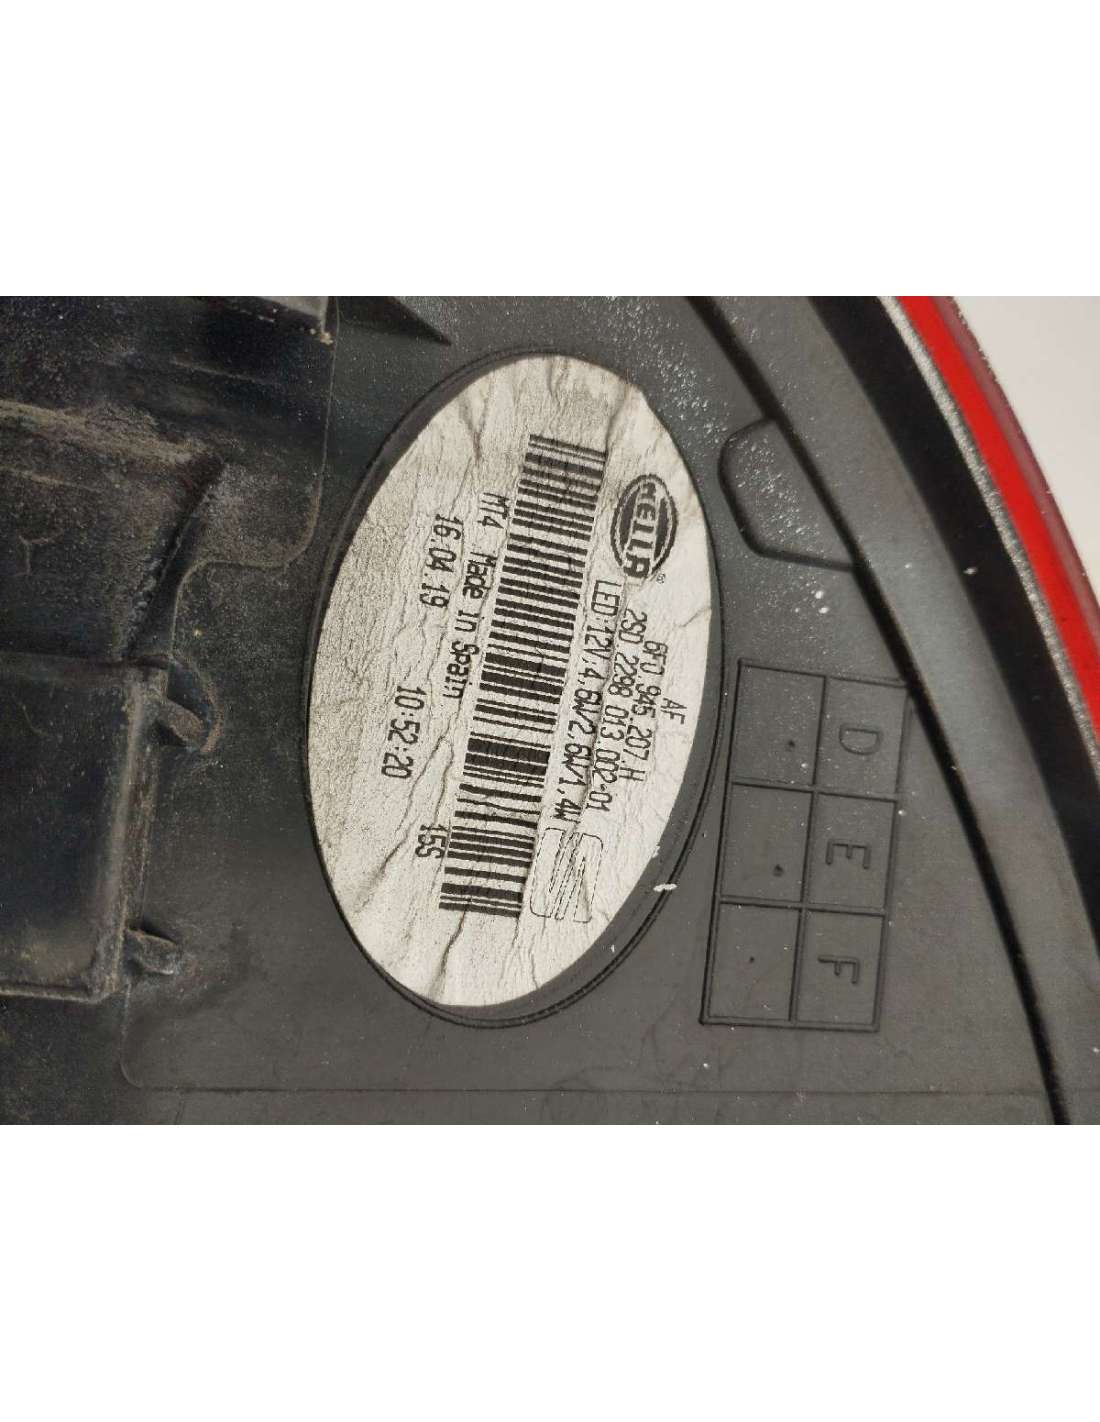 AF
6F0.945.207.H
2SD 2298 013 002-01
LED:12V.4,6W/2,6W/1,4W
HELLA ®
MT4 Made in Spain
16.04.19 10:52:20 15S
D E F